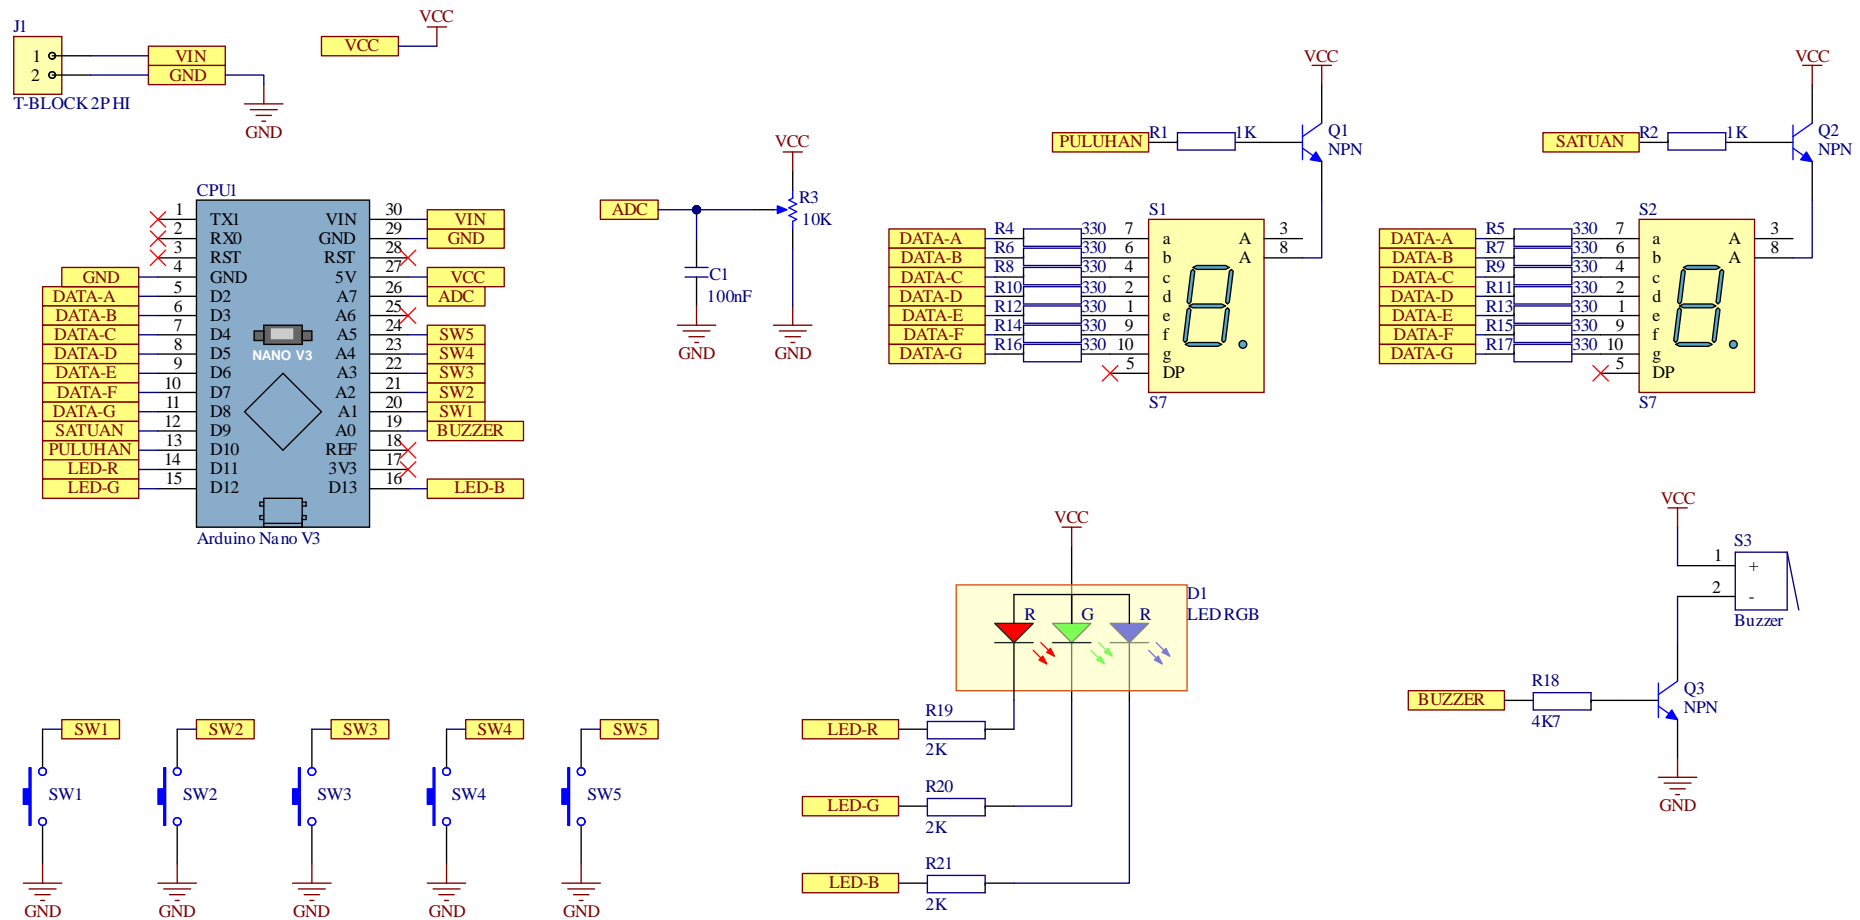 J1
1
2
T-BLOCK 2P HI
VIN
GND
GND
VCC
VCC
CPU1
1 TX1
2 RX0
3 RST
GND 4 GND
DATA-A 5 D2
DATA-B 6 D3
DATA-C 7 D4
DATA-D 8 D5
DATA-E 9 D6
DATA-F 10 D7
DATA-G 11 D8
SATUAN 12 D9
PULUHAN 13 D10
LED-R 14 D11
LED-G 15 D12
VIN 30 VIN
GND 29 GND
RST 28
5V 27 VCC
A7 26 ADC
A6 25
A5 24 SW5
A4 23 SW4
A3 22 SW3
A2 21 SW2
A1 20 SW1
A0 19 BUZZER
REF 18
3V3 17
D13 16 LED-B
NANO V3
Arduino Nano V3
VCC
ADC
R3
10K
C1
100nF
GND
GND
VCC
PULUHAN R1 1K
Q1
NPN
S1
DATA-A R4 330 7 a
DATA-B R6 330 6 b
DATA-C R8 330 4 c
DATA-D R10 330 2 d
DATA-E R12 330 1 e
DATA-F R14 330 9 f
DATA-G R16 330 10 g
5 DP
A 3
A 8
S7
VCC
SATUAN R2 1K
Q2
NPN
S2
DATA-A R5 330 7 a
DATA-B R7 330 6 b
DATA-C R9 330 4 c
DATA-D R11 330 2 d
DATA-E R13 330 1 e
DATA-F R15 330 9 f
DATA-G R17 330 10 g
5 DP
A 3
A 8
S7
VCC
D1
LED RGB
R G R
LED-R R19
2K
LED-G R20
2K
LED-B R21
2K
VCC
S3
1 +
2 -
Buzzer
BUZZER R18
4K7
Q3
NPN
GND
SW1 SW2 SW3 SW4 SW5
SW1 SW2 SW3 SW4 SW5
GND GND GND GND GND